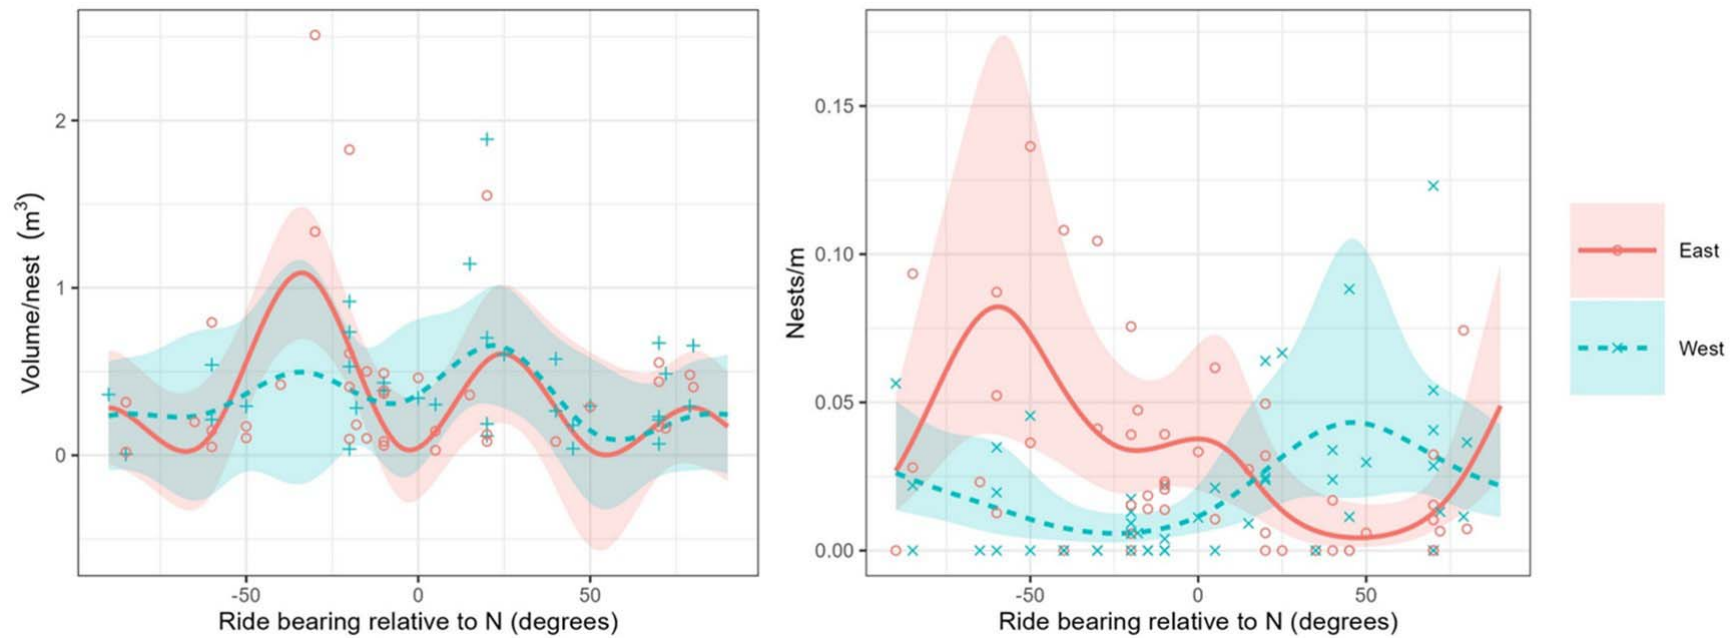 Volume/nest (m³)
2
1
0
-50 0 50
Ride bearing relative to N (degrees)
Nests/m
0.15
0.10
0.05
0.00
-50 0 50
Ride bearing relative to N (degrees)
East
West